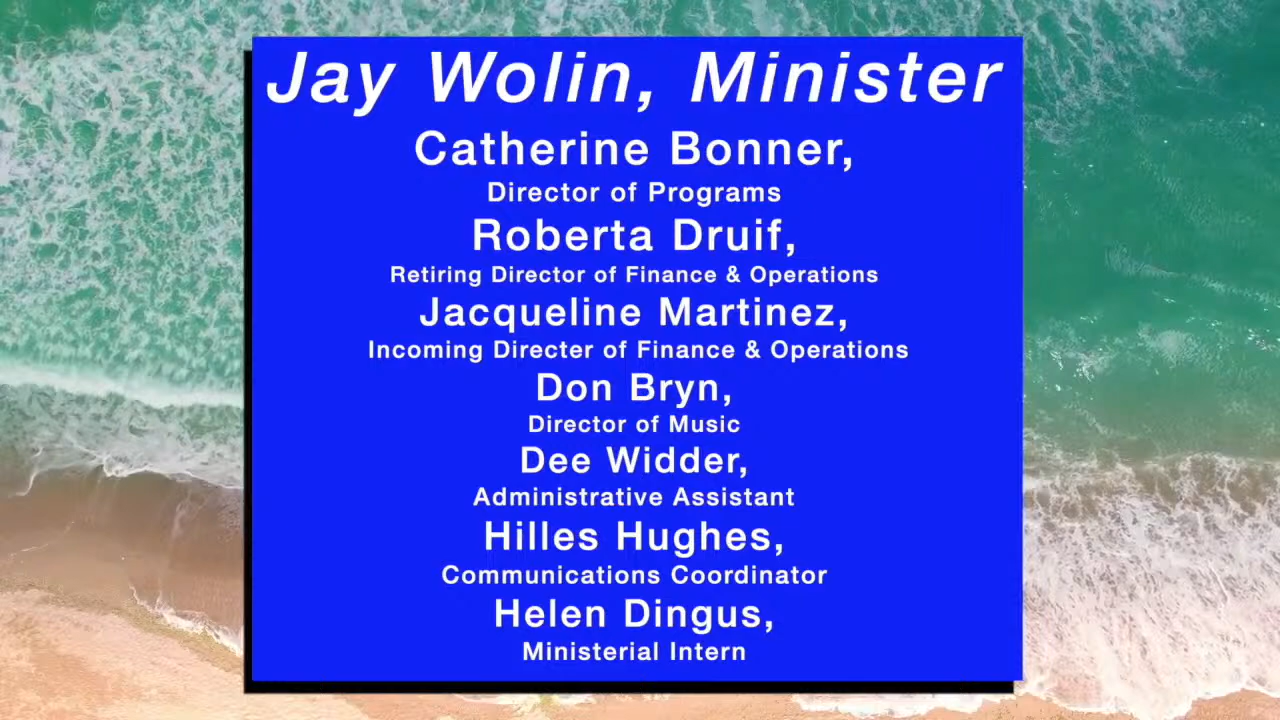 Jay Wolin, Minister
Catherine Bonner,
Director of Programs
Roberta Druif,
Retiring Director of Finance & Operations
Jacqueline Martinez,
Incoming Directer of Finance & Operations
Don Bryn,
Director of Music
Dee Widder,
Administrative Assistant
Hilles Hughes,
Communications Coordinator
Helen Dingus,
Ministerial Intern